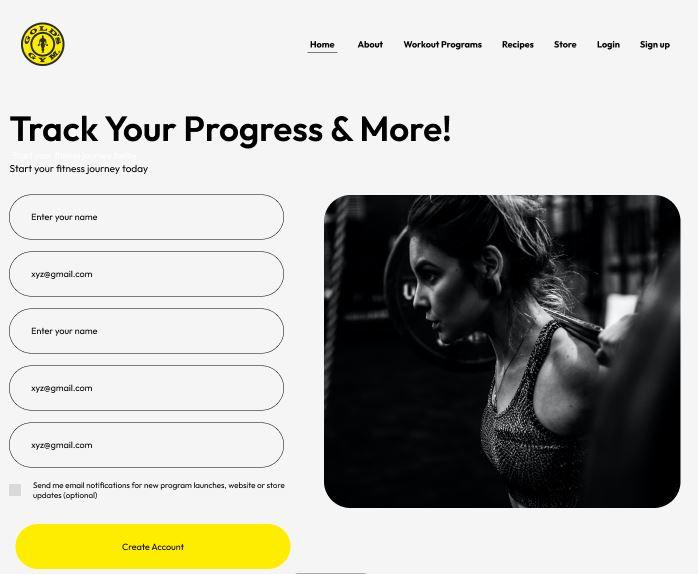 GOLD'S
GYM.
Home About Workout Programs Recipes Store Login Sign up
Track Your Progress & More!
Start your fitness journey today
Enter your name
xyz@gmail.com
Enter your name
xyz@gmail.com
xyz@gmail.com
Send me email notifications for new program launches, website or store
updates (optional)
Create Account